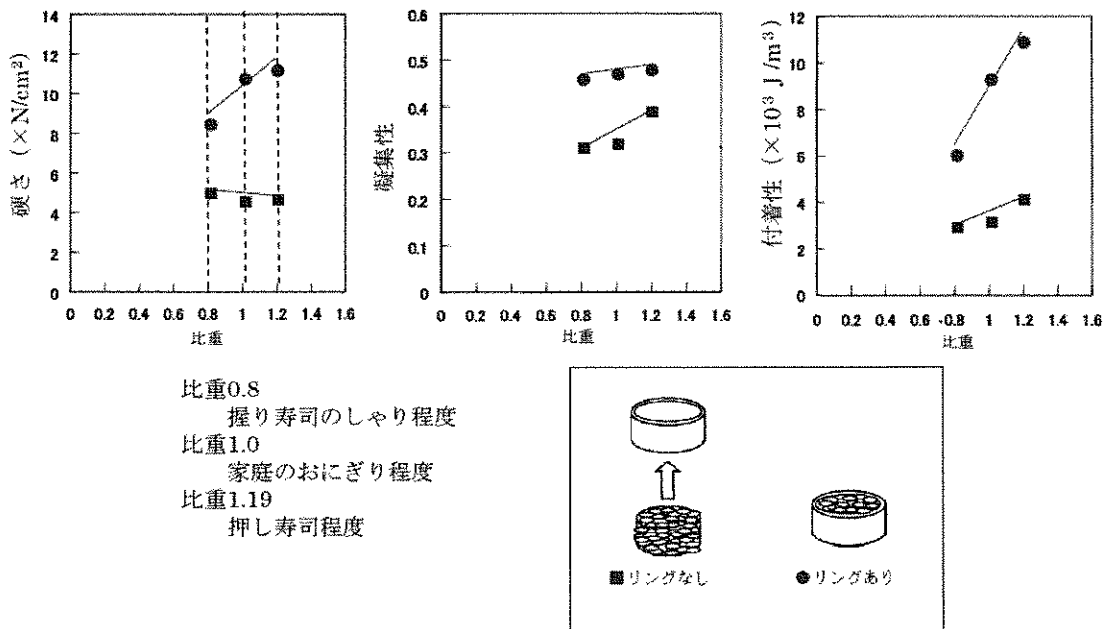 硬さ (×N/cm²)
14
12
10
8
6
4
2
0
0 0.2 0.4 0.6 0.8 1 1.2 1.4 1.6
比重
凝集性
0.6
0.5
0.4
0.3
0.2
0.1
0
0 0.2 0.4 0.6 0.8 1 1.2 1.4 1.6
比重
付着性 (×10³ J/m³)
12
10
8
6
4
2
0
0 0.2 0.4 0.6 0.8 1 1.2 1.4 1.6
比重
比重0.8
握り寿司のしゃり程度
比重1.0
家庭のおにぎり程度
比重1.19
押し寿司程度
■リングなし
●リングあり